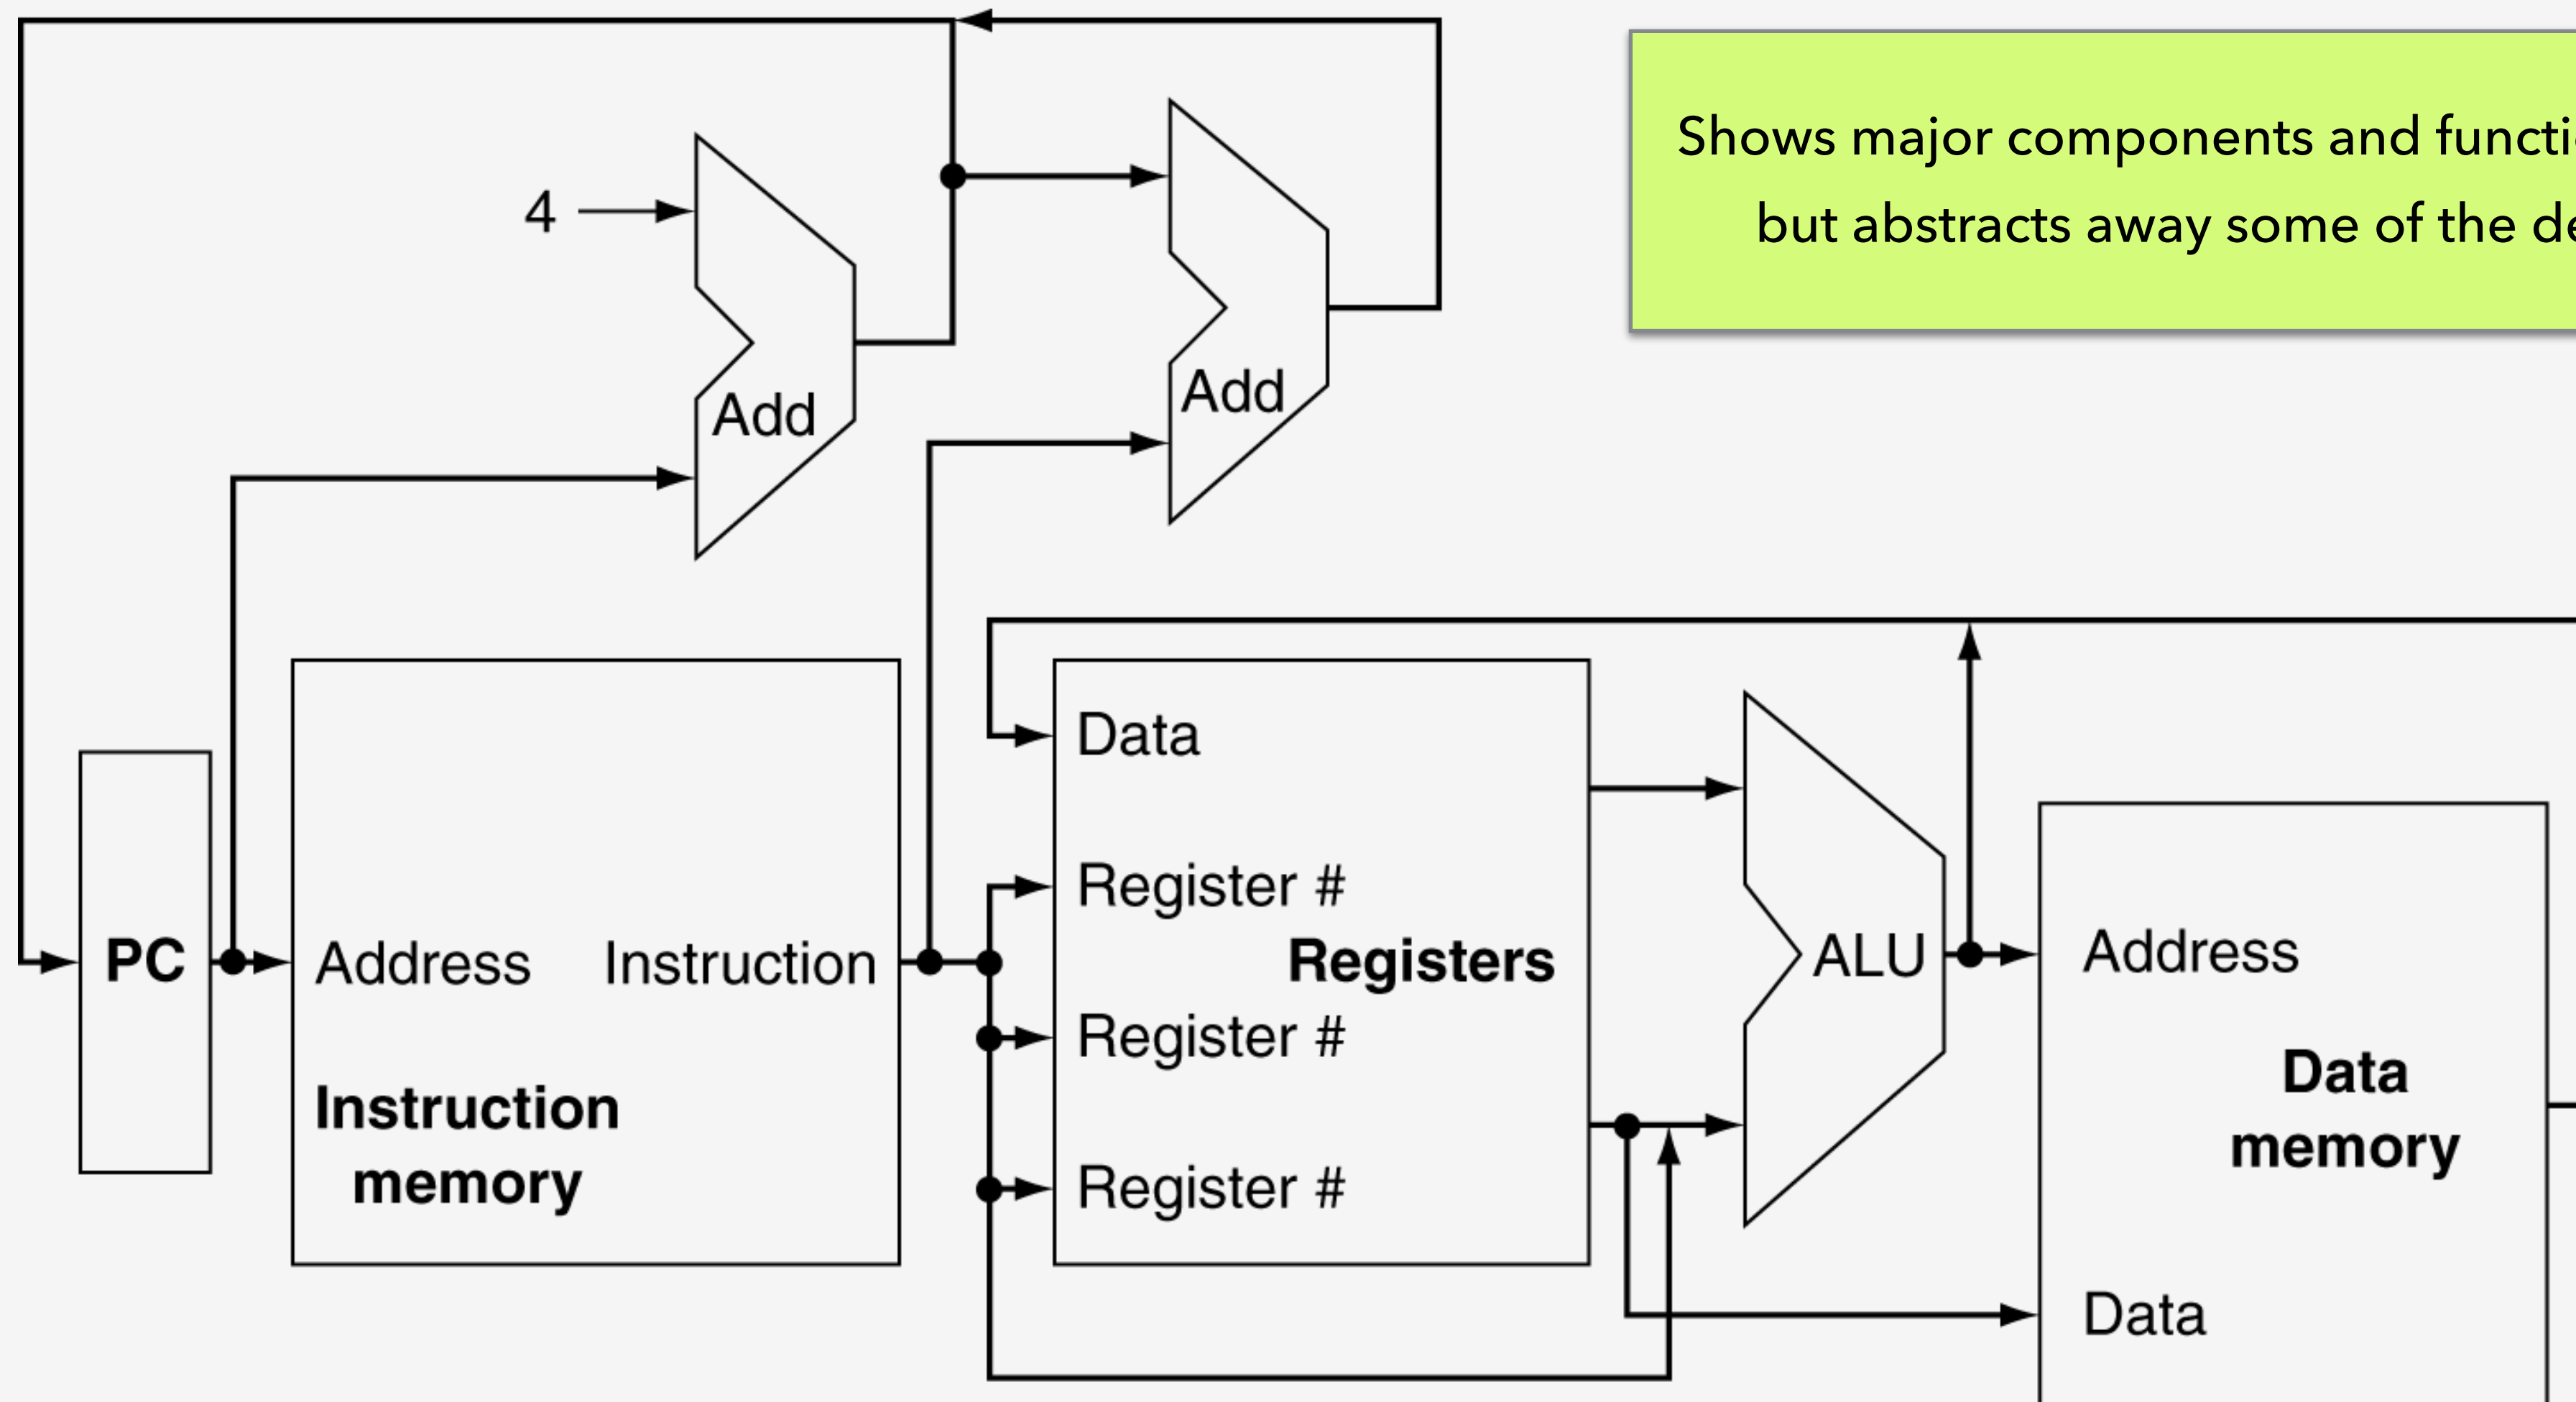 Shows major components and functi
but abstracts away some of the de
4
Add
Add
Data
Register #
PC
Address
Instruction
Registers
ALU
Address
Register #
Instruction
memory
Data
memory
Register #
Data